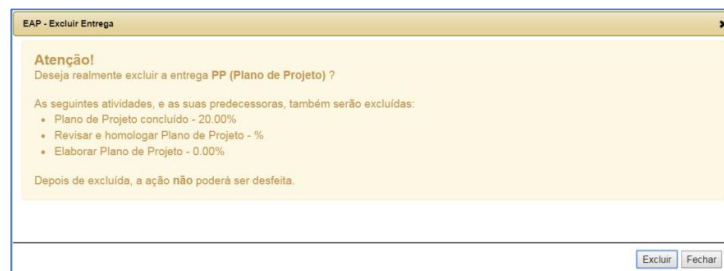 EAP - Excluir Entrega
Atenção!
Deseja realmente excluir a entrega PP (Plano de Projeto) ?
As seguintes atividades, e as suas predecessoras, também serão excluídas:
• Plano de Projeto concluído - 20.00%
• Revisar e homologar Plano de Projeto - %
• Elaborar Plano de Projeto - 0.00%
Depois de excluída, a ação não poderá ser desfeita.
Excluir Fechar